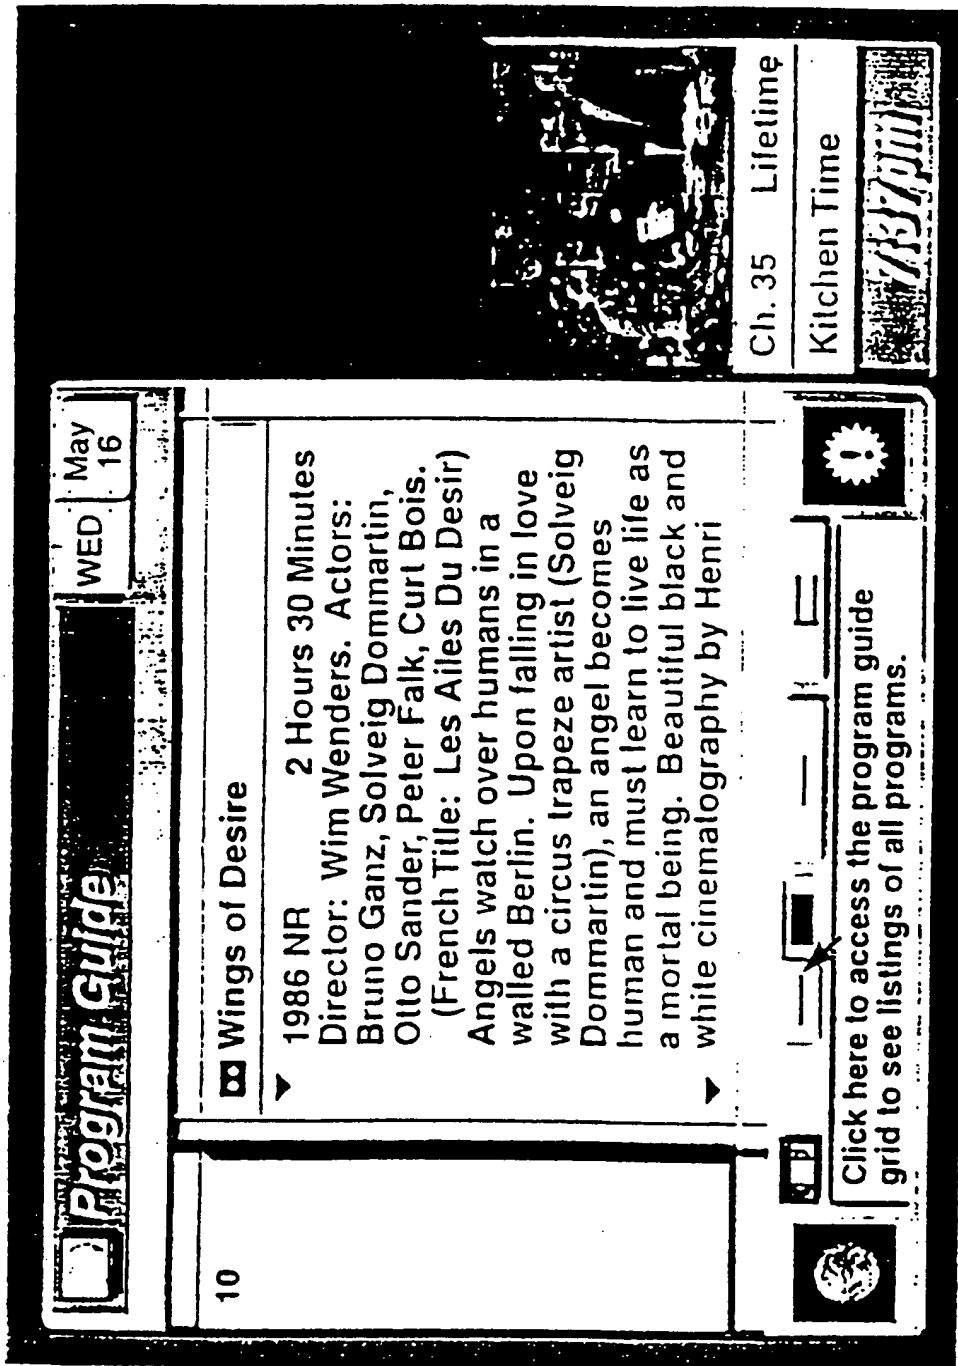 Program Guide
WED May
16
10
Wings of Desire
1986 NR 2 Hours 30 Minutes
Director: Wim Wenders. Actors:
Bruno Ganz, Solveig Dommartin,
Otto Sander, Peter Falk, Curt Bois.
(French Title: Les Ailes Du Desir)
Angels watch over humans in a
walled Berlin. Upon falling in love
with a circus trapeze artist (Solveig
Dommartin), an angel becomes
human and must learn to live life as
a mortal being. Beautiful black and
white cinematography by Henri
!
Click here to access the program guide
grid to see listings of all programs.
Ch. 35 Lifetime
Kitchen Time
7:37pm